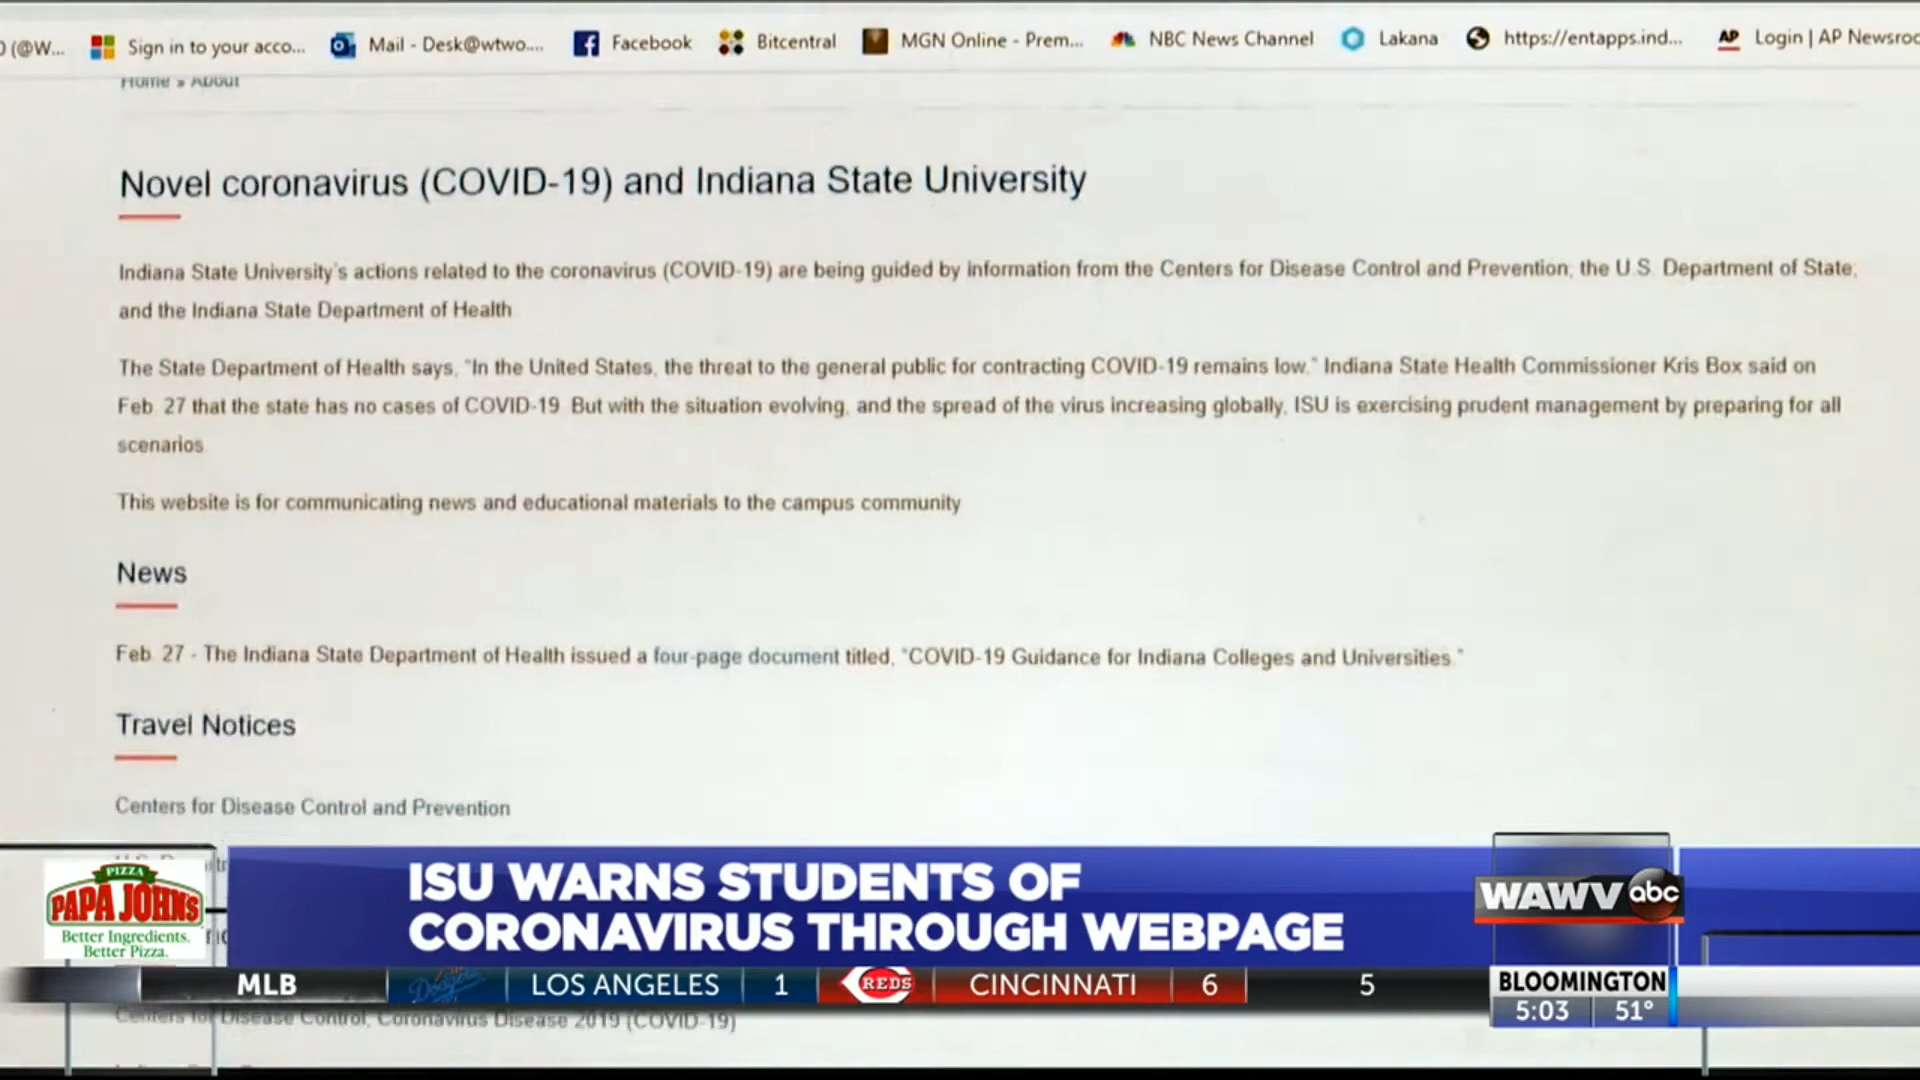 (@W...
Sign in to your acco...
Mail - Desk@wtwo....
Facebook
Bitcentral
MGN Online - Prem...
NBC News Channel
Lakana
https://entapps.ind...
AP Login | AP Newsroo
Home » About
Novel coronavirus (COVID-19) and Indiana State University
Indiana State University's actions related to the coronavirus (COVID-19) are being guided by information from the Centers for Disease Control and Prevention, the U.S. Department of State,
and the Indiana State Department of Health
The State Department of Health says, "In the United States, the threat to the general public for contracting COVID-19 remains low." Indiana State Health Commissioner Kris Box said on
Feb. 27 that the state has no cases of COVID-19. But with the situation evolving, and the spread of the virus increasing globally, ISU is exercising prudent management by preparing for all
scenarios
This website is for communicating news and educational materials to the campus community
News
Feb. 27 - The Indiana State Department of Health issued a four-page document titled, "COVID-19 Guidance for Indiana Colleges and Universities."
Travel Notices
Centers for Disease Control and Prevention
PIZZA
PAPA JOHNS
Better Ingredients.
Better Pizza.
ISU WARNS STUDENTS OF
CORONAVIRUS THROUGH WEBPAGE
WAWV abc
MLB Dodgers LOS ANGELES 1 REDS CINCINNATI 6 5
BLOOMINGTON
5:03 51°
Centers for Disease Control, Coronavirus Disease 2019 (COVID-19)